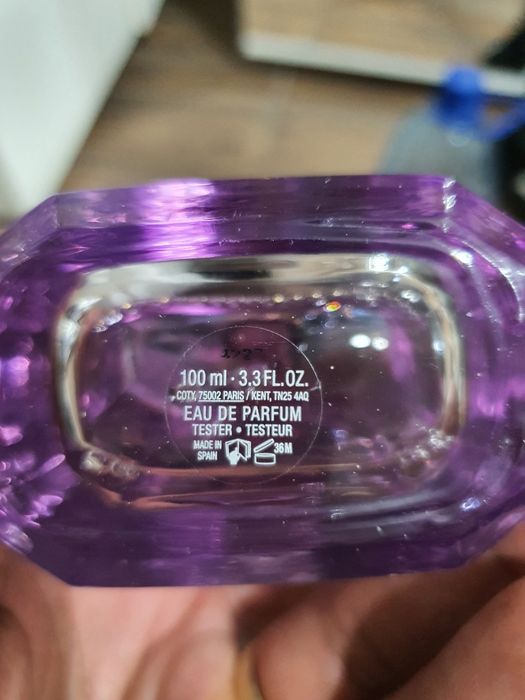 100 ml · 3.3 FL.OZ.
COTY, 75002 PARIS / KENT, TN25 4AQ
EAU DE PARFUM
TESTER • TESTEUR
MADE IN
SPAIN
36M